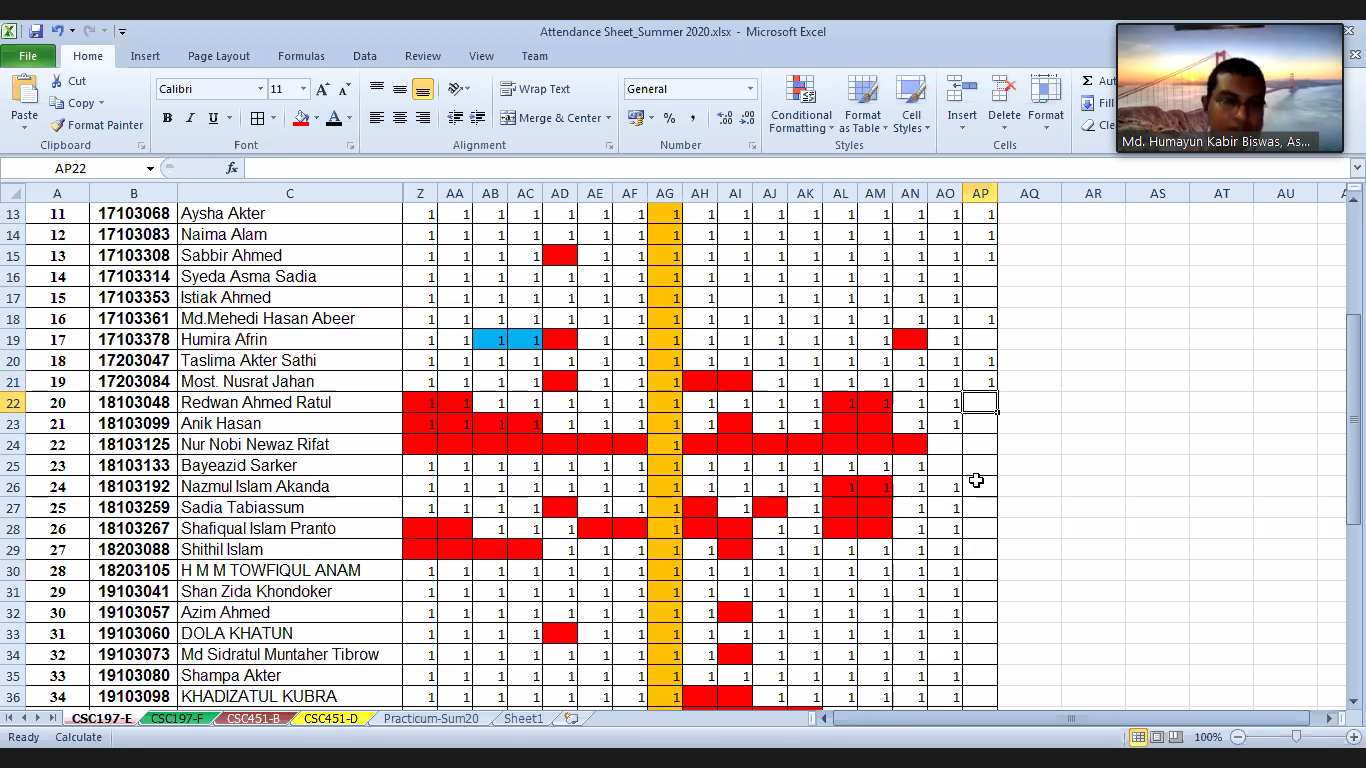 Attendance Sheet_Summer 2020.xlsx - Microsoft Excel
File Home Insert Page Layout Formulas Data Review View Team
Cut Calibri 11 Wrap Text General
Copy
Paste Format Painter B I U Merge & Center Conditional Formatting Format as Table Cell Styles Insert Delete Format
Clipboard Font Alignment Number Styles Cells
Md. Humayun Kabir Biswas, As...
AP22 fx
A B C Z AA AB AC AD AE AF AG AH AI AJ AK AL AM AN AO AP AQ AR AS AT AU
13 11 17103068 Aysha Akter 1 1 1 1 1 1 1 1 1 1 1 1 1 1 1 1 1
14 12 17103083 Naima Alam 1 1 1 1 1 1 1 1 1 1 1 1 1 1 1 1 1
15 13 17103308 Sabbir Ahmed 1 1 1 1 1 1 1 1 1 1 1 1 1 1 1 1
16 14 17103314 Syeda Asma Sadia 1 1 1 1 1 1 1 1 1 1 1 1 1 1 1 1
17 15 17103353 Istiak Ahmed 1 1 1 1 1 1 1 1 1 1 1 1 1 1 1
18 16 17103361 Md.Mehedi Hasan Abeer 1 1 1 1 1 1 1 1 1 1 1 1 1 1 1 1 1
19 17 17103378 Humira Afrin 1 1 1 1 1 1 1 1 1 1 1 1 1 1
20 18 17203047 Taslima Akter Sathi 1 1 1 1 1 1 1 1 1 1 1 1 1 1 1 1 1
21 19 17203084 Most. Nusrat Jahan 1 1 1 1 1 1 1 1 1 1 1 1 1 1
22 20 18103048 Redwan Ahmed Ratul 1 1 1 1 1 1 1 1 1 1 1 1 1 1 1 1
23 21 18103099 Anik Hasan 1 1 1 1 1 1 1 1 1 1 1 1 1
24 22 18103125 Nur Nobi Newaz Rifat 1
25 23 18103133 Bayeazid Sarker 1 1 1 1 1 1 1 1 1 1 1 1 1 1 1
26 24 18103192 Nazmul Islam Akanda 1 1 1 1 1 1 1 1 1 1 1 1 1 1 1 1
27 25 18103259 Sadia Tabiassum 1 1 1 1 1 1 1 1 1 1 1
28 26 18103267 Shafiqual Islam Pranto 1 1 1 1 1 1 1 1
29 27 18203088 Shithil Islam 1 1 1 1 1 1 1 1 1 1 1
30 28 18203105 H M M TOWFIQUL ANAM 1 1 1 1 1 1 1 1 1 1 1 1 1 1 1 1
31 29 19103041 Shan Zida Khondoker 1 1 1 1 1 1 1 1 1 1 1 1 1 1 1 1
32 30 19103057 Azim Ahmed 1 1 1 1 1 1 1 1 1 1 1 1 1 1 1
33 31 19103060 DOLA KHATUN 1 1 1 1 1 1 1 1 1 1 1 1 1 1 1
34 32 19103073 Md Sidratul Muntaher Tibrow 1 1 1 1 1 1 1 1 1 1 1 1 1 1 1
35 33 19103080 Shampa Akter 1 1 1 1 1 1 1 1 1 1 1 1 1 1 1 1
36 34 19103098 KHADIZATUL KUBRA 1 1 1 1 1 1 1 1 1 1 1 1 1 1
CSC197-E CSC197-F CSC451-B CSC451-D Practicum-Sum20 Sheet1
Ready Calculate 100%